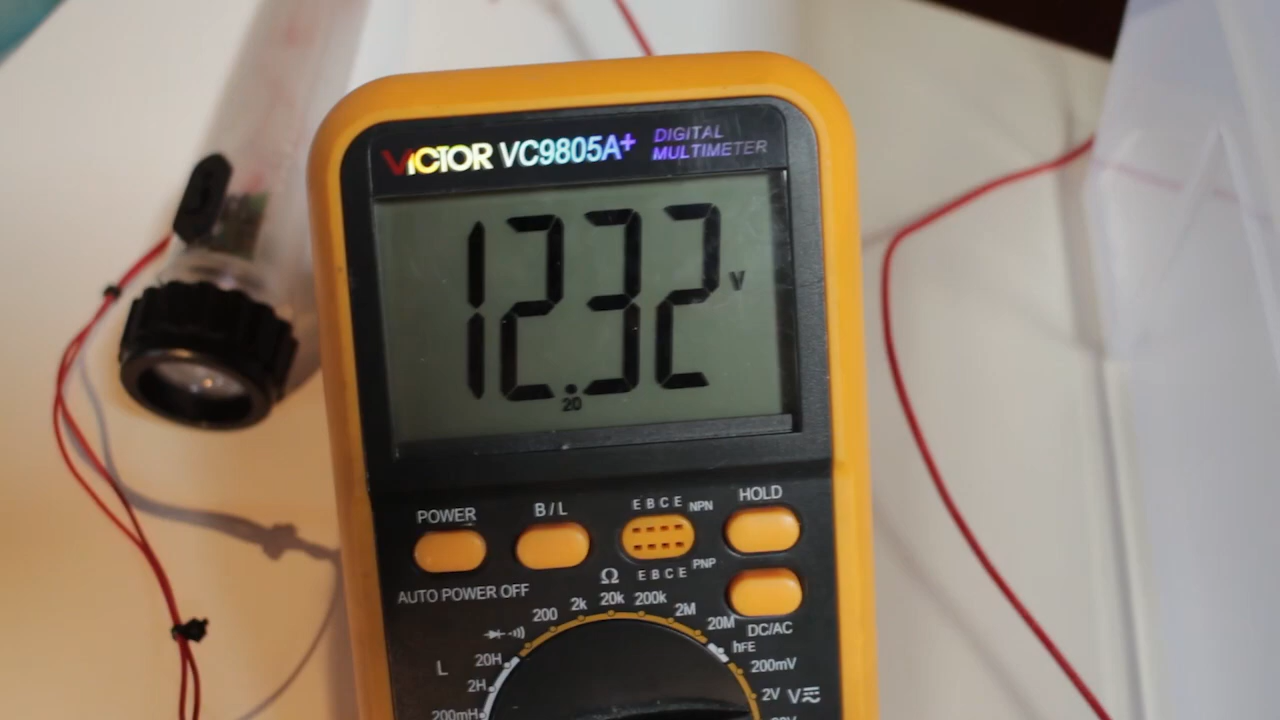 VICTOR VC9805A+ DIGITAL MULTIMETER
12.32 V
20
POWER
B/L
E B C E NPN
HOLD
AUTO POWER OFF
Ω
E B C E PNP
DC/AC
200
2k
20k
200k
2M
20M
hFE
200mV
2V
V
L
20H
2H
200mH